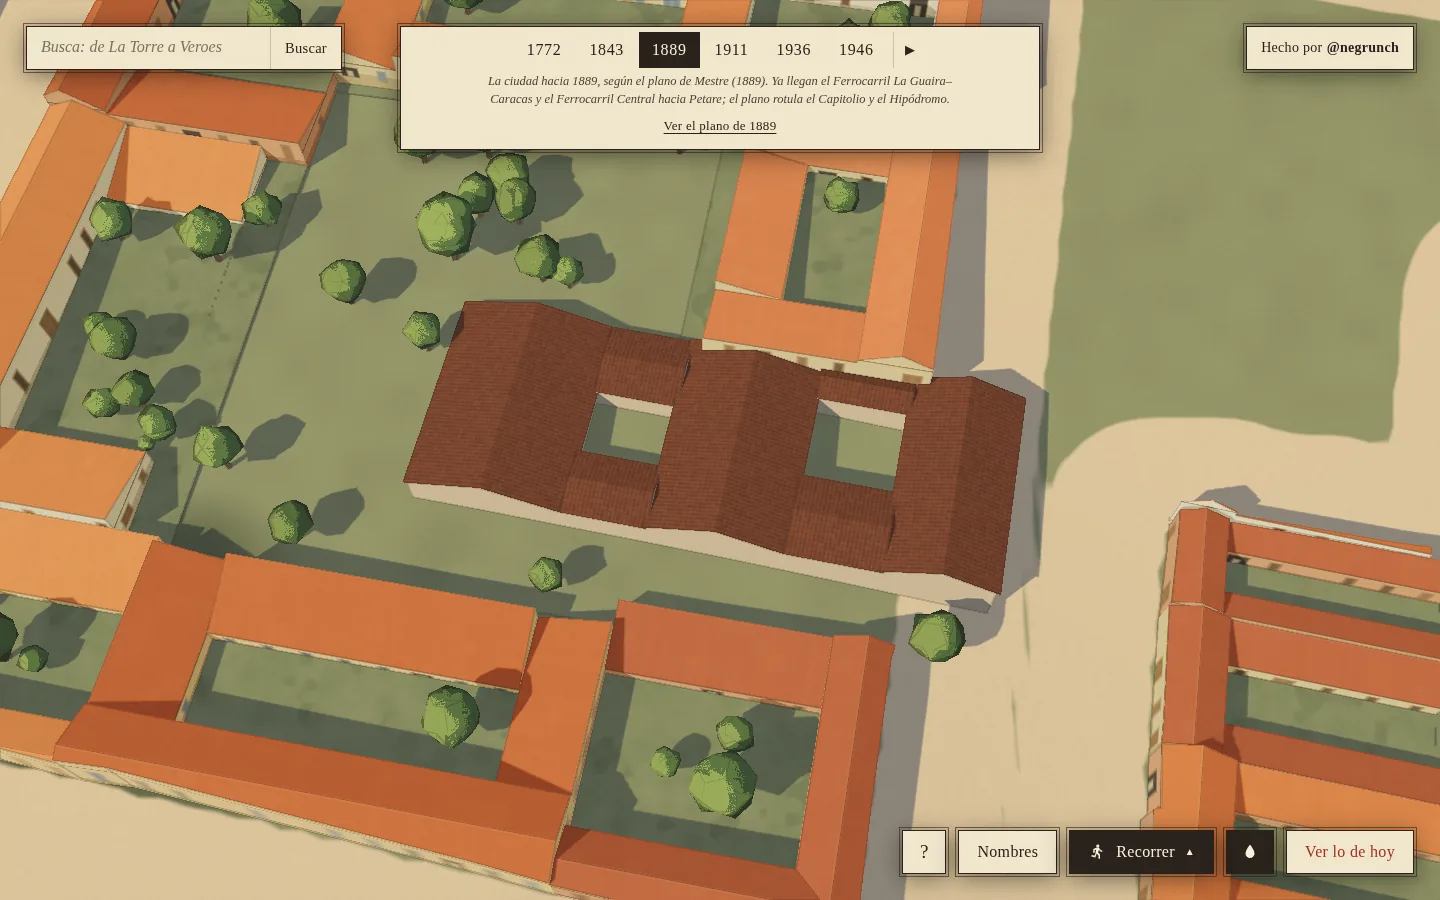 Busca: de La Torre a Veroes
Buscar
1772 1843 1889 1911 1936 1946 ▶
La ciudad hacia 1889, según el plano de Mestre (1889). Ya llegan el Ferrocarril La Guaira–
Caracas y el Ferrocarril Central hacia Petare; el plano rotula el Capitolio y el Hipódromo.
Ver el plano de 1889
Hecho por @negrunch
?
Nombres
Recorrer ▲
Ver lo de hoy